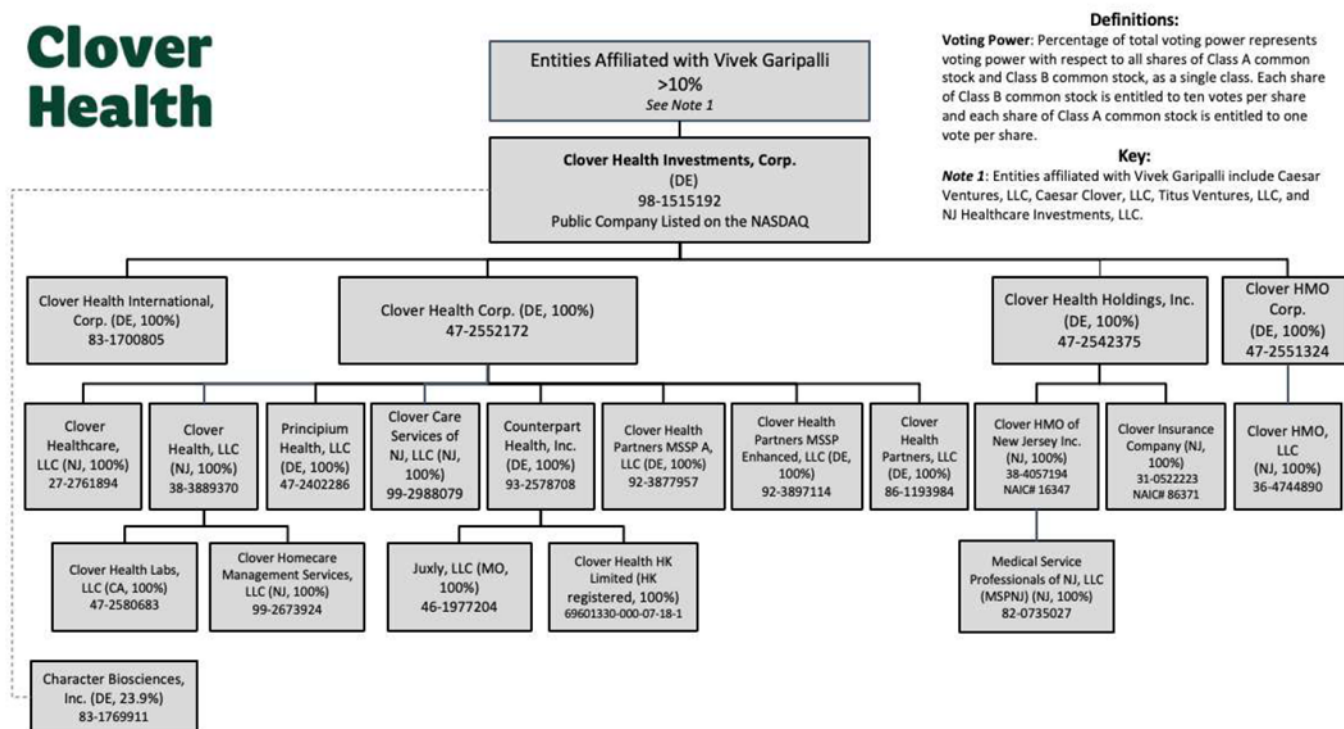 Clover
Health
Entities Affiliated with Vivek Garipalli
>10%
See Note 1
Definitions:
Voting Power: Percentage of total voting power represents
voting power with respect to all shares of Class A common
stock and Class B common stock, as a single class. Each share
of Class B common stock is entitled to ten votes per share
and each share of Class A common stock is entitled to one
vote per share.
Key:
Note 1: Entities affiliated with Vivek Garipalli include Caesar
Ventures, LLC, Caesar Clover, LLC, Titus Ventures, LLC, and
NJ Healthcare Investments, LLC.
Clover Health Investments, Corp.
(DE)
98-1515192
Public Company Listed on the NASDAQ
Clover Health International,
Corp. (DE, 100%)
83-1700805
Clover Health Corp. (DE, 100%)
47-2552172
Clover Health Holdings, Inc.
(DE, 100%)
47-2542375
Clover HMO
Corp.
(DE, 100%)
47-2551324
Clover
Healthcare,
LLC (NJ, 100%)
27-2761894
Clover
Health, LLC
(NJ, 100%)
38-3889370
Principium
Health, LLC
(DE, 100%)
47-2402286
Clover Care
Services of
NJ, LLC (NJ,
100%)
99-2988079
Counterpart
Health, Inc.
(DE, 100%)
93-2578708
Clover Health
Partners MSSP A,
LLC (DE, 100%)
92-3877957
Clover Health
Partners MSSP
Enhanced, LLC (DE,
100%)
92-3897114
Clover
Health
Partners, LLC
(DE, 100%)
86-1193984
Clover HMO of
New Jersey Inc.
(NJ, 100%)
38-4057194
NAIC# 16347
Clover Insurance
Company (NJ,
100%)
31-0522223
NAIC# 86371
Clover HMO,
LLC
(NJ, 100%)
36-4744890
Clover Health Labs,
LLC (CA, 100%)
47-2580683
Clover Homecare
Management Services,
LLC (NJ, 100%)
99-2673924
Juxly, LLC (MO,
100%)
46-1977204
Clover Health HK
Limited (HK
registered, 100%)
69601330-000-07-18-1
Medical Service
Professionals of NJ, LLC
(MSPNJ) (NJ, 100%)
82-0735027
Character Biosciences,
Inc. (DE, 23.9%)
83-1769911